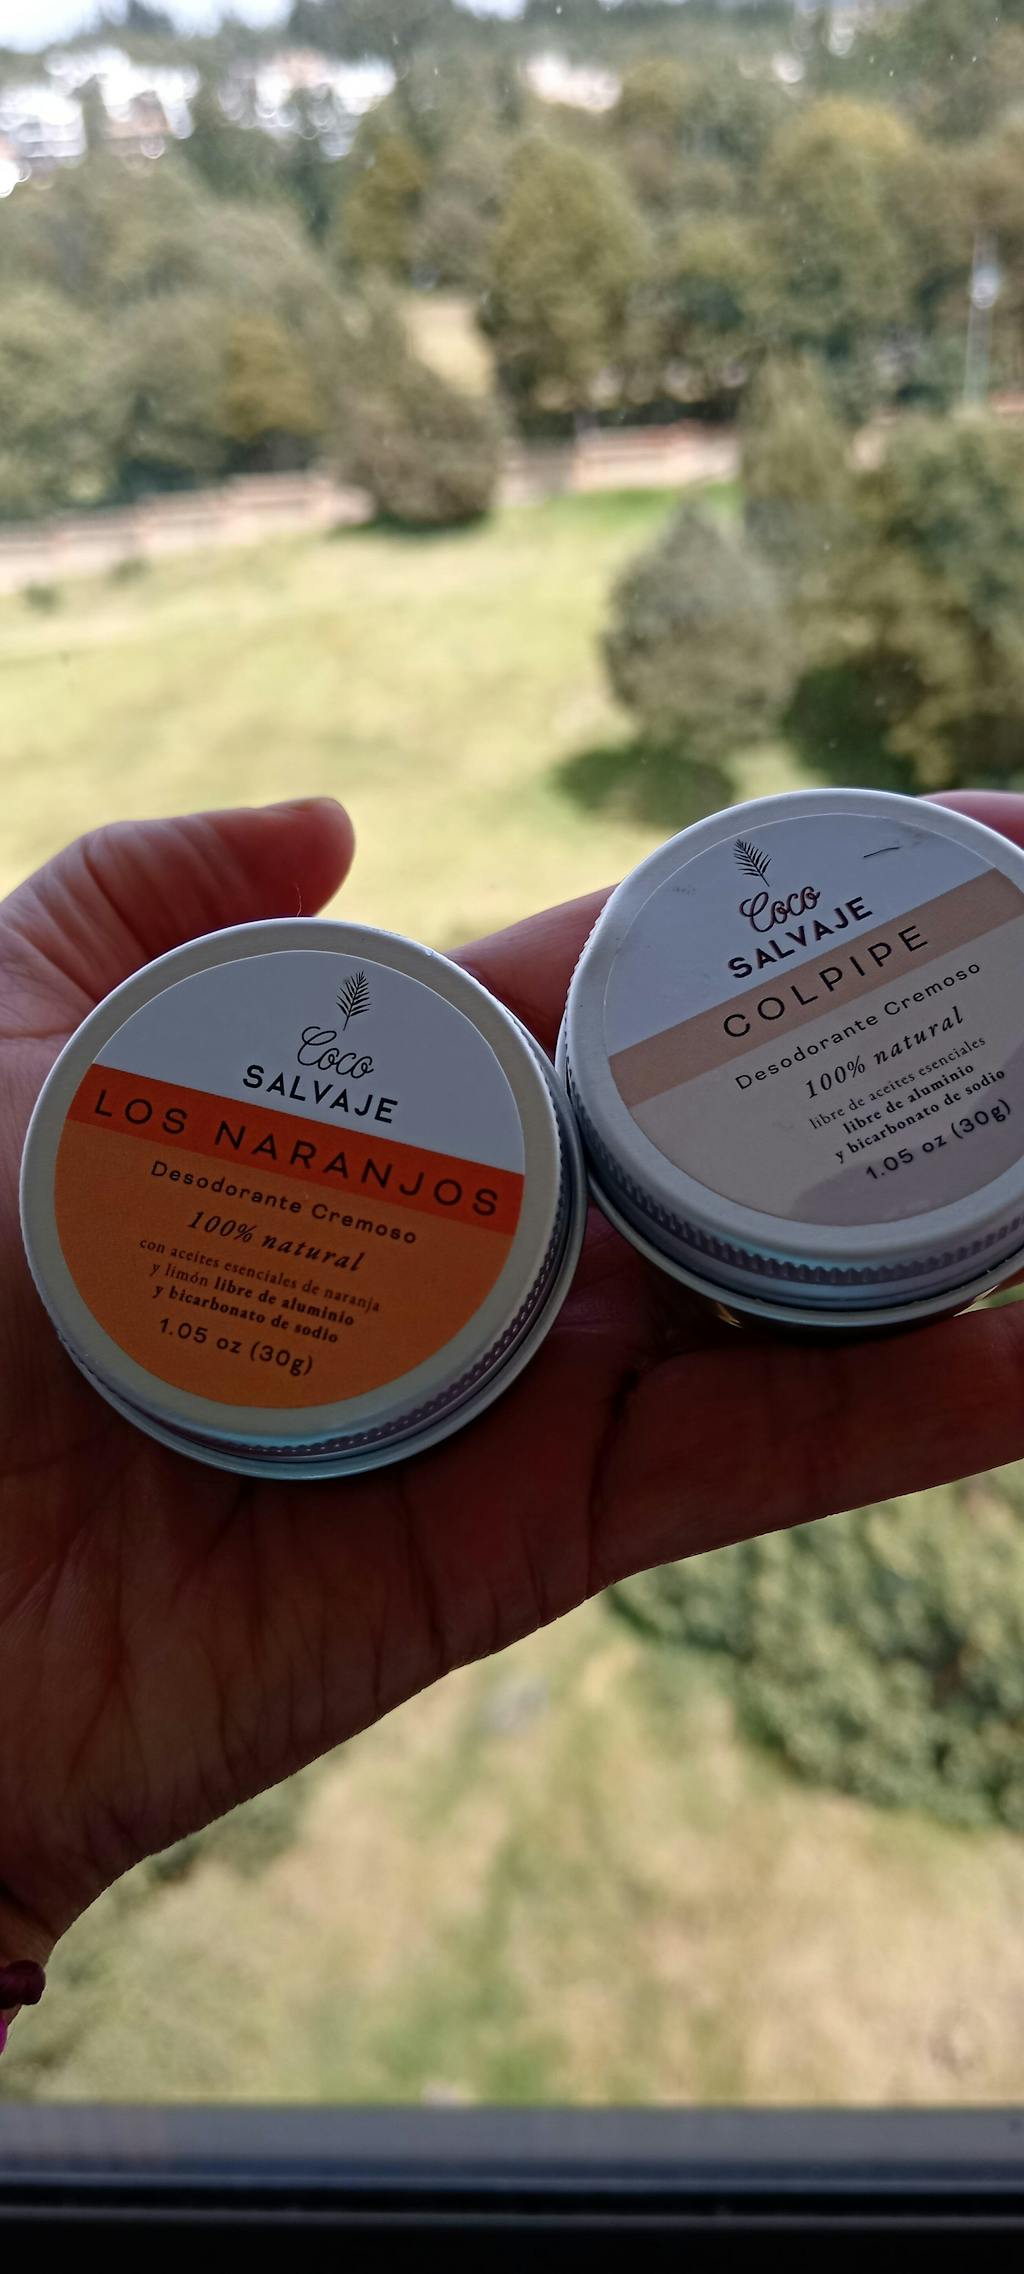 Coco
SALVAJE
LOS NARANJOS
Desodorante Cremoso
100% natural
con aceites esenciales de naranja
y limón libre de aluminio
y bicarbonato de sodio
1.05 oz (30g)
Coco
SALVAJE
COLPIPE
Desodorante Cremoso
100% natural
libre de aceites esenciales
libre de aluminio
y bicarbonato de sodio
1.05 oz (30g)